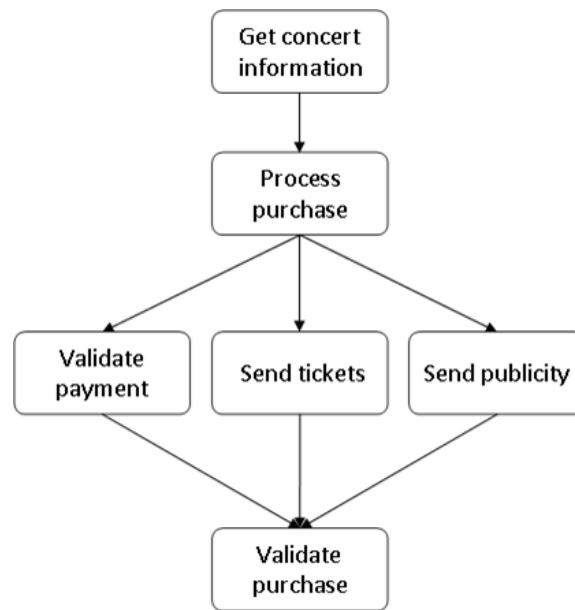 Get concert
information
Process
purchase
Validate
payment
Send tickets
Send publicity
Validate
purchase